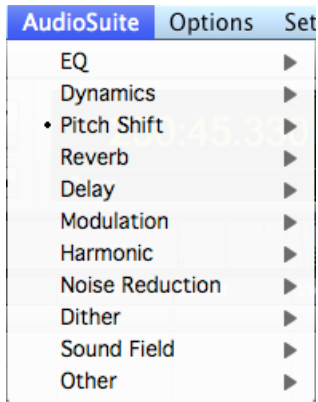 AudioSuite Options Set
EQ
Dynamics
• Pitch Shift
Reverb
Delay
Modulation
Harmonic
Noise Reduction
Dither
Sound Field
Other